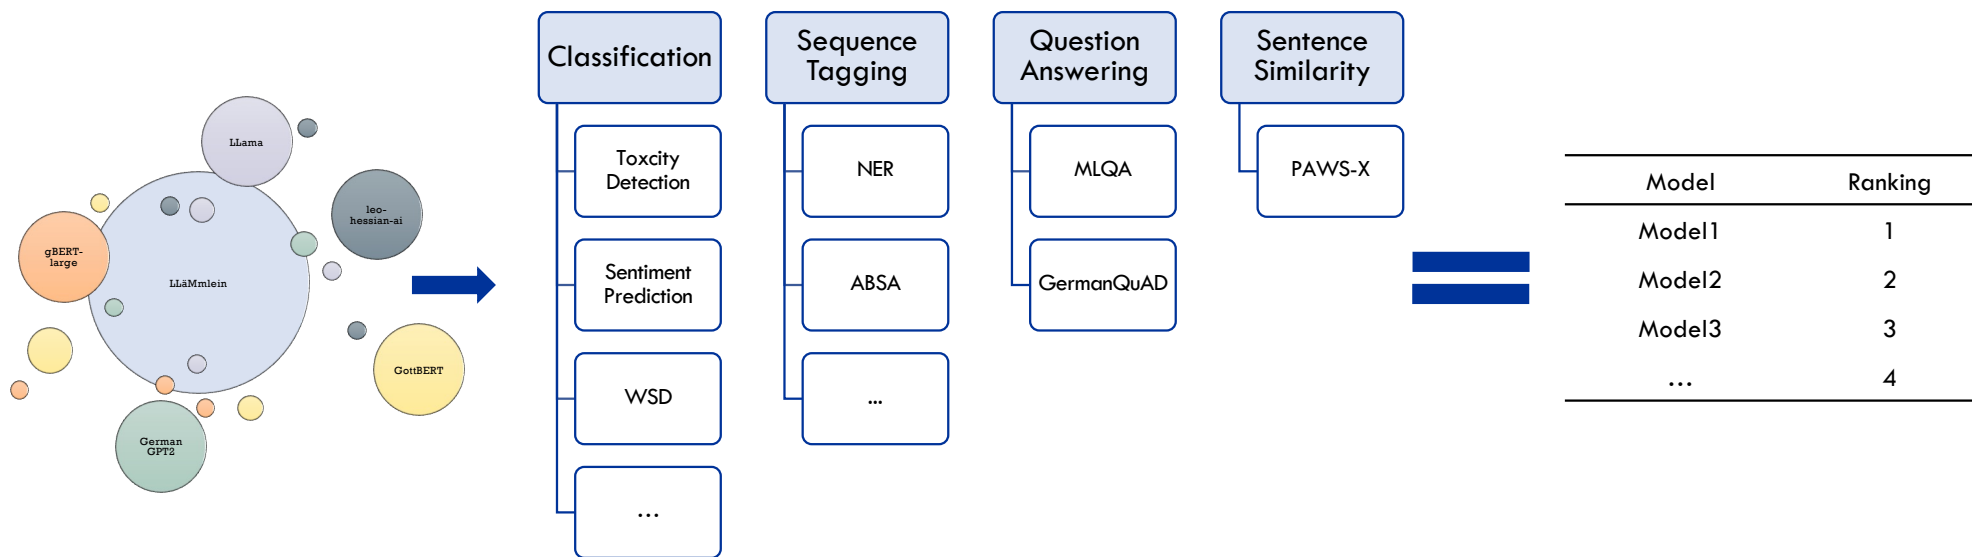 LLama
leo-
hessian-ai
gBERT-
large
LLäMmlein
GottBERT
German
GPT2
Classification
Toxcity
Detection
Sentiment
Prediction
WSD
...
Sequence
Tagging
NER
ABSA
...
Question
Answering
MLQA
GermanQuAD
Sentence
Similarity
PAWS-X
Model Ranking
Model1 1
Model2 2
Model3 3
... 4